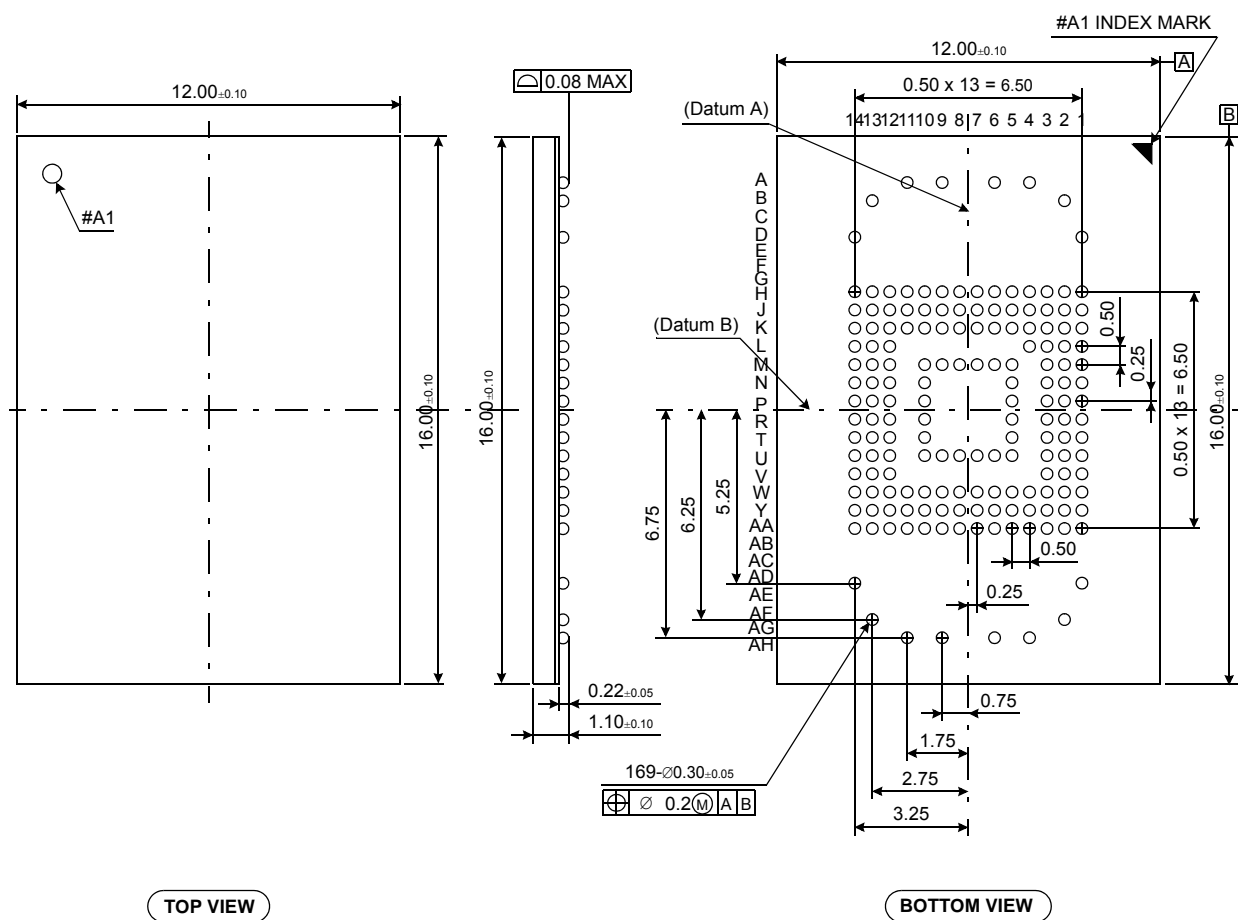 #A1 INDEX MARK
12.00±0.10
A
0.08 MAX
12.00±0.10
0.50 x 13 = 6.50
(Datum A)
B
14 13 12 11 10 9 8 7 6 5 4 3 2 1
#A1
A
B
C
D
E
F
G
H
J
K
L
M
N
P
R
T
U
V
W
Y
AA
AB
AC
AD
AE
AF
AG
AH
(Datum B)
0.50
0.25
0.50 x 13 = 6.50
16.00±0.10
16.00±0.10
16.00±0.10
5.25
6.25
6.75
0.50
0.25
0.22±0.05
0.75
1.10±0.10
1.75
169-∅0.30±0.05
2.75
⌖ ∅ 0.2 Ⓜ A B
3.25
TOP VIEW
BOTTOM VIEW